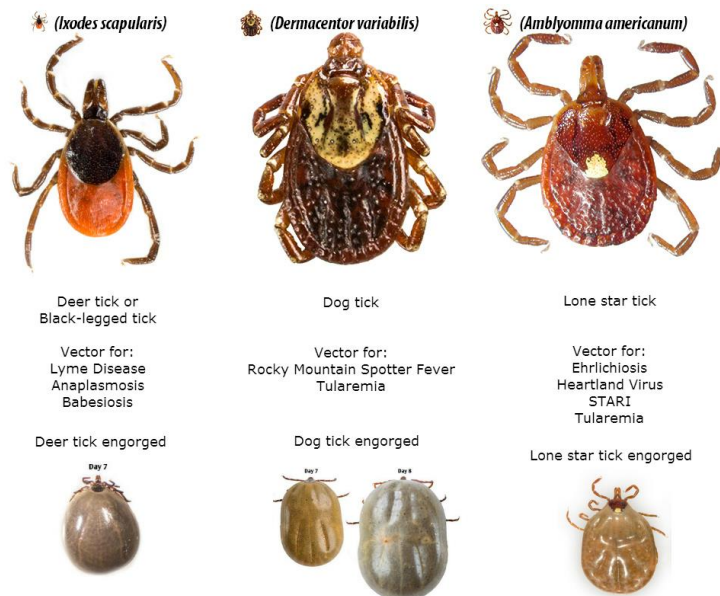 (Ixodes scapularis)
(Dermacentor variabilis)
(Amblyomma americanum)
Deer tick or
Black-legged tick
Dog tick
Lone star tick
Vector for:
Lyme Disease
Anaplasmosis
Babesiosis
Vector for:
Rocky Mountain Spotter Fever
Tularemia
Vector for:
Ehrlichiosis
Heartland Virus
STARI
Tularemia
Deer tick engorged
Day 7
Dog tick engorged
Day 7
Day 8
Lone star tick engorged